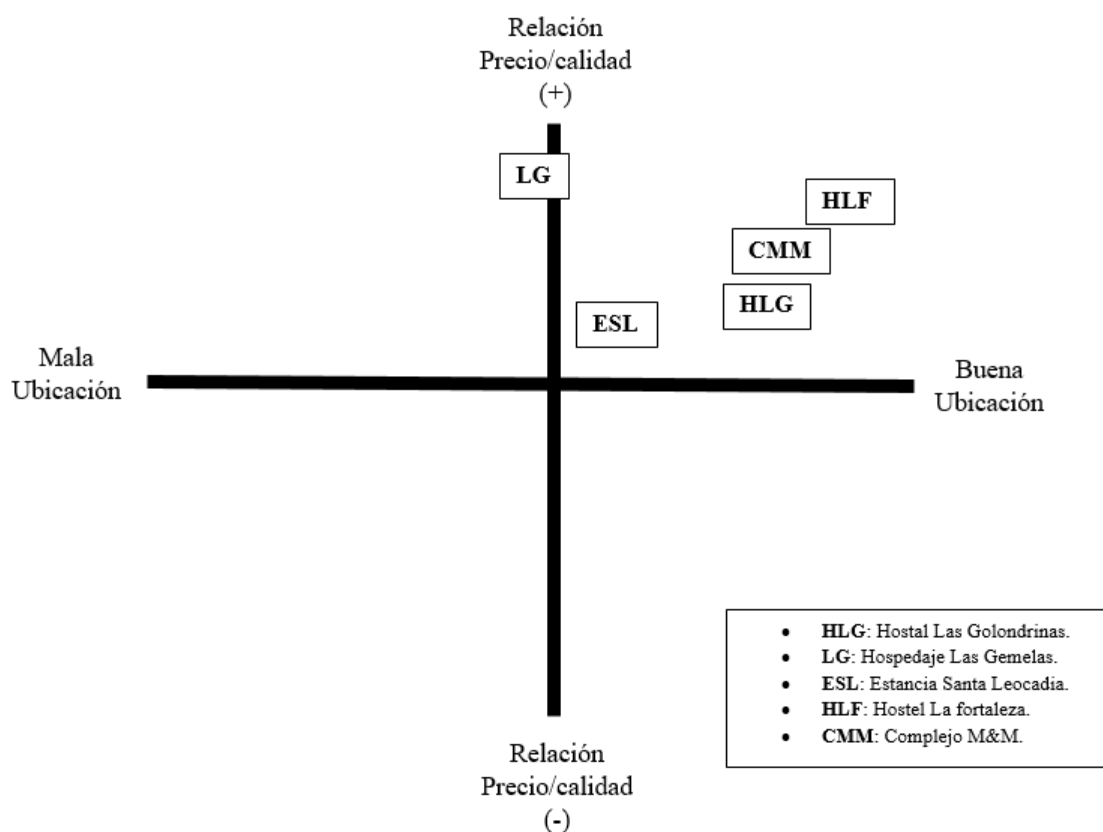 Relación
Precio/calidad
(+)
LG
HLF
CMM
HLG
ESL
Mala
Ubicación
Buena
Ubicación
• HLG: Hostal Las Golondrinas.
• LG: Hospedaje Las Gemelas.
• ESL: Estancia Santa Leocadia.
• HLF: Hostel La fortaleza.
• CMM: Complejo M&M.
Relación
Precio/calidad
(-)